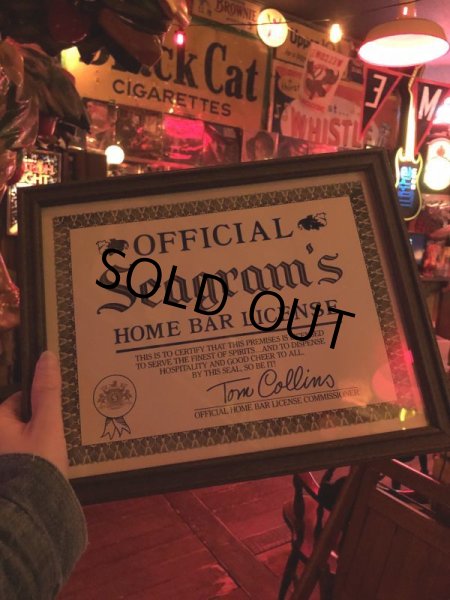 BROWNIE
Black Cat
CIGARETTES
WHISTLE
E
M
OFFICIAL
Seagram's
SOLD OUT
HOME BAR LICENSE
THIS IS TO CERTIFY THAT THIS PREMISES IS LICENSED
TO SERVE THE FINEST OF SPIRITS...AND TO DISPENSE
HOSPITALITY AND GOOD CHEER TO ALL.
BY THIS SEAL, SO BE IT!
Tom Collins
OFFICIAL HOME BAR LICENSE COMMISSIONER